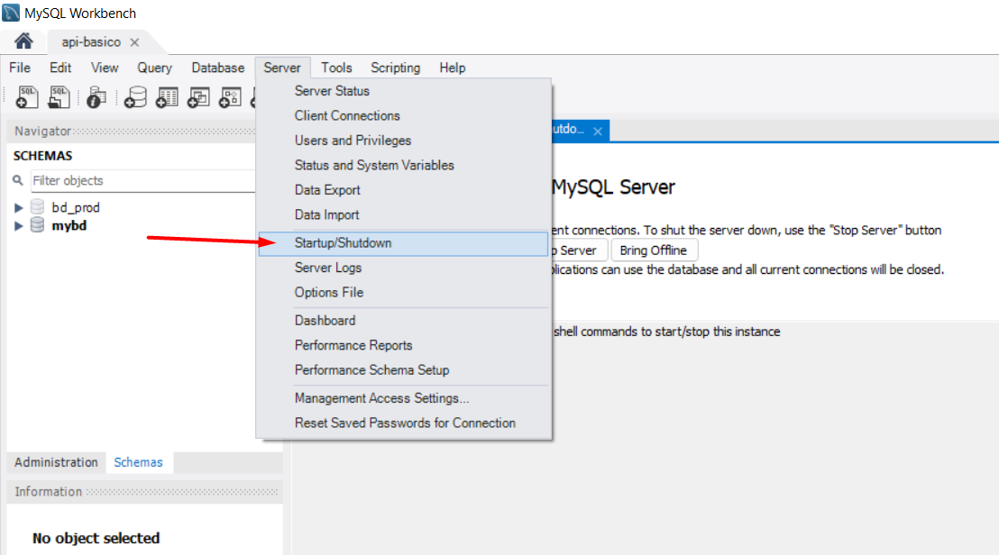 MySQL Workbench
api-basico
File Edit View Query Database Server Tools Scripting Help
SQL SQL
Navigator
SCHEMAS
Filter objects
bd_prod
mybd
Administration Schemas
Information
No object selected
Server Status
Client Connections
Users and Privileges
Status and System Variables
Data Export
Data Import
Startup/Shutdown
Server Logs
Options File
Dashboard
Performance Reports
Performance Schema Setup
Management Access Settings...
Reset Saved Passwords for Connection
utdo...
MySQL Server
ent connections. To shut the server down, use the "Stop Server" button
p Server Bring Offline
plications can use the database and all current connections will be closed.
shell commands to start/stop this instance